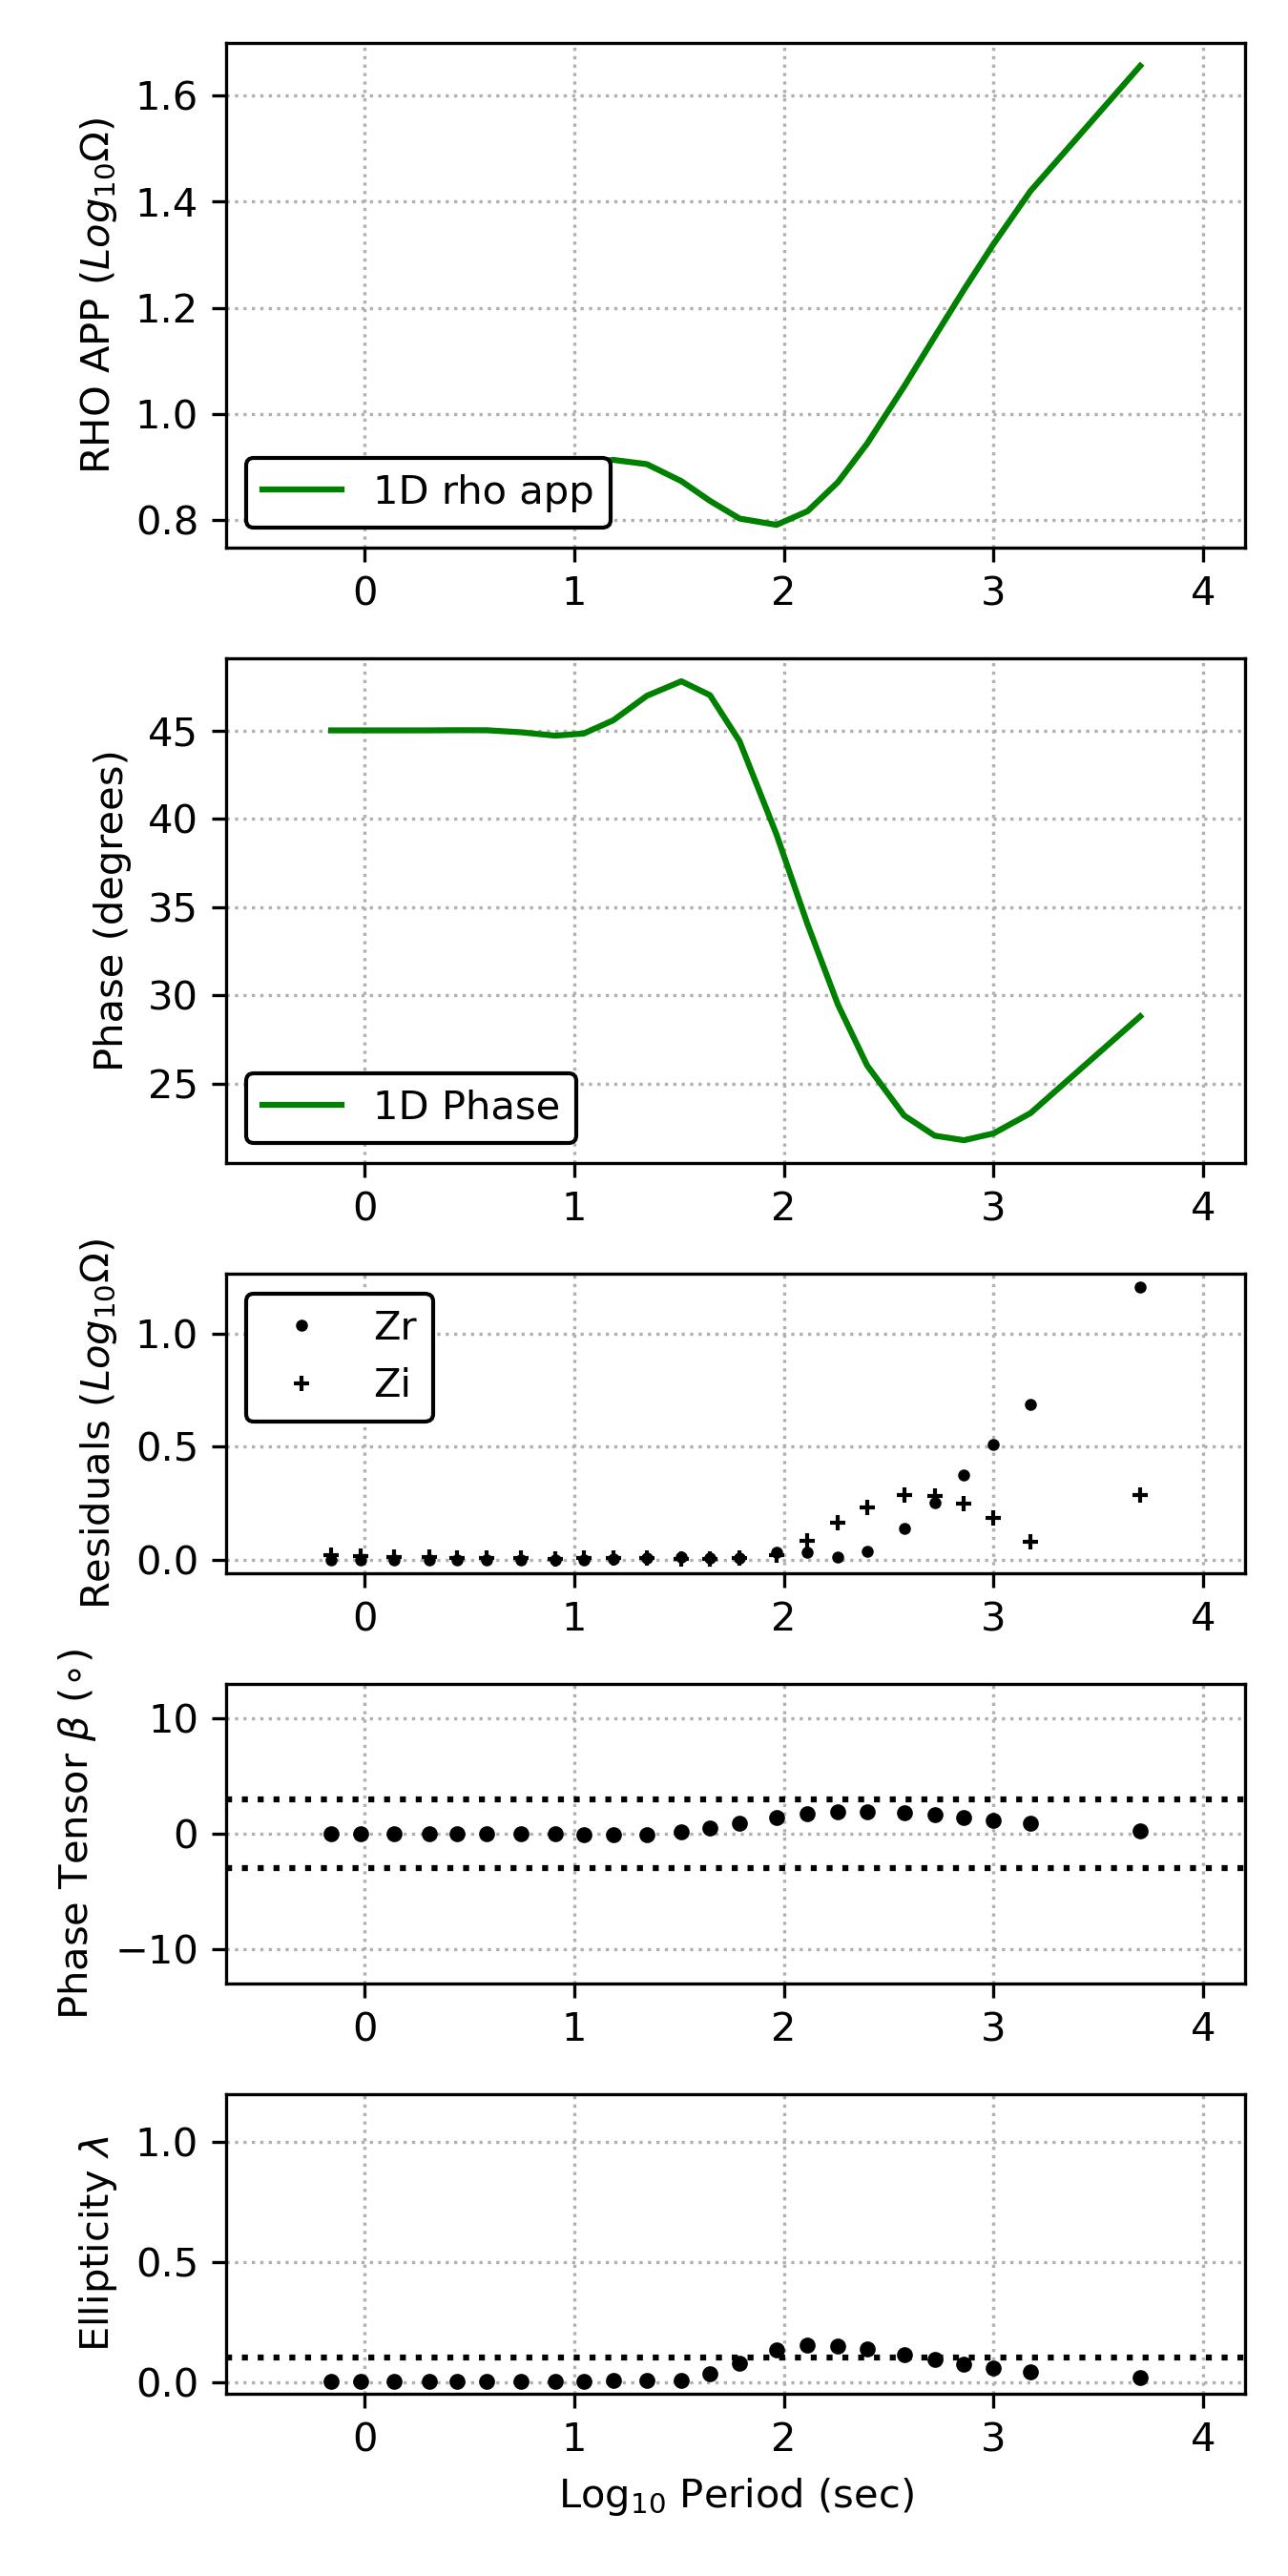 RHO APP (Log₁₀Ω)
1.6
1.4
1.2
1.0
0.8
1D rho app
0 1 2 3 4
Phase (degrees)
45
40
35
30
25
1D Phase
0 1 2 3 4
Residuals (Log₁₀Ω)
1.0
0.5
0.0
Zr
Zi
0 1 2 3 4
Phase Tensor β (∘)
10
0
−10
0 1 2 3 4
Ellipticity λ
1.0
0.5
0.0
0 1 2 3 4
Log₁₀ Period (sec)